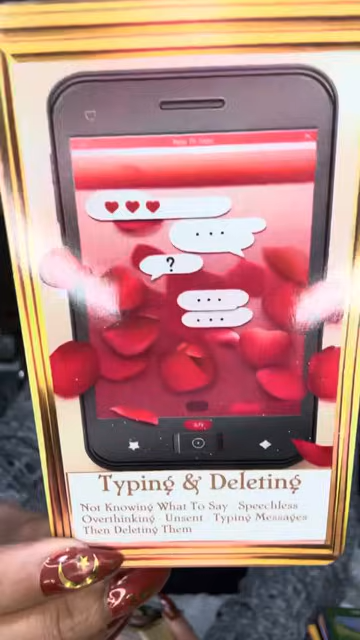 ?
Typing & Deleting
Not Knowing What To Say Speechless
Overthinking Unsent Typing Messages
Then Deleting Them